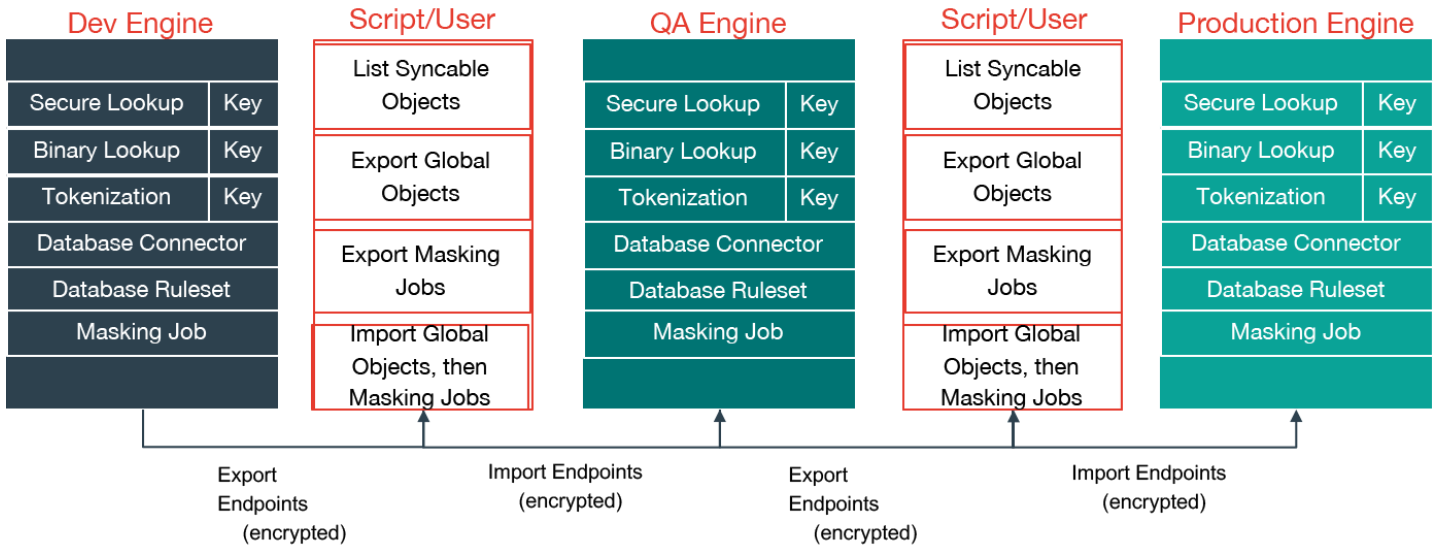 Dev Engine
Secure Lookup Key
Binary Lookup Key
Tokenization Key
Database Connector
Database Ruleset
Masking Job
Script/User
List Syncable
Objects
Export Global
Objects
Export Masking
Jobs
Import Global
Objects, then
Masking Jobs
QA Engine
Secure Lookup Key
Binary Lookup Key
Tokenization Key
Database Connector
Database Ruleset
Masking Job
Script/User
List Syncable
Objects
Export Global
Objects
Export Masking
Jobs
Import Global
Objects, then
Masking Jobs
Production Engine
Secure Lookup Key
Binary Lookup Key
Tokenization Key
Database Connector
Database Ruleset
Masking Job
Export
Endpoints
(encrypted)
Import Endpoints
(encrypted)
Export
Endpoints
(encrypted)
Import Endpoints
(encrypted)